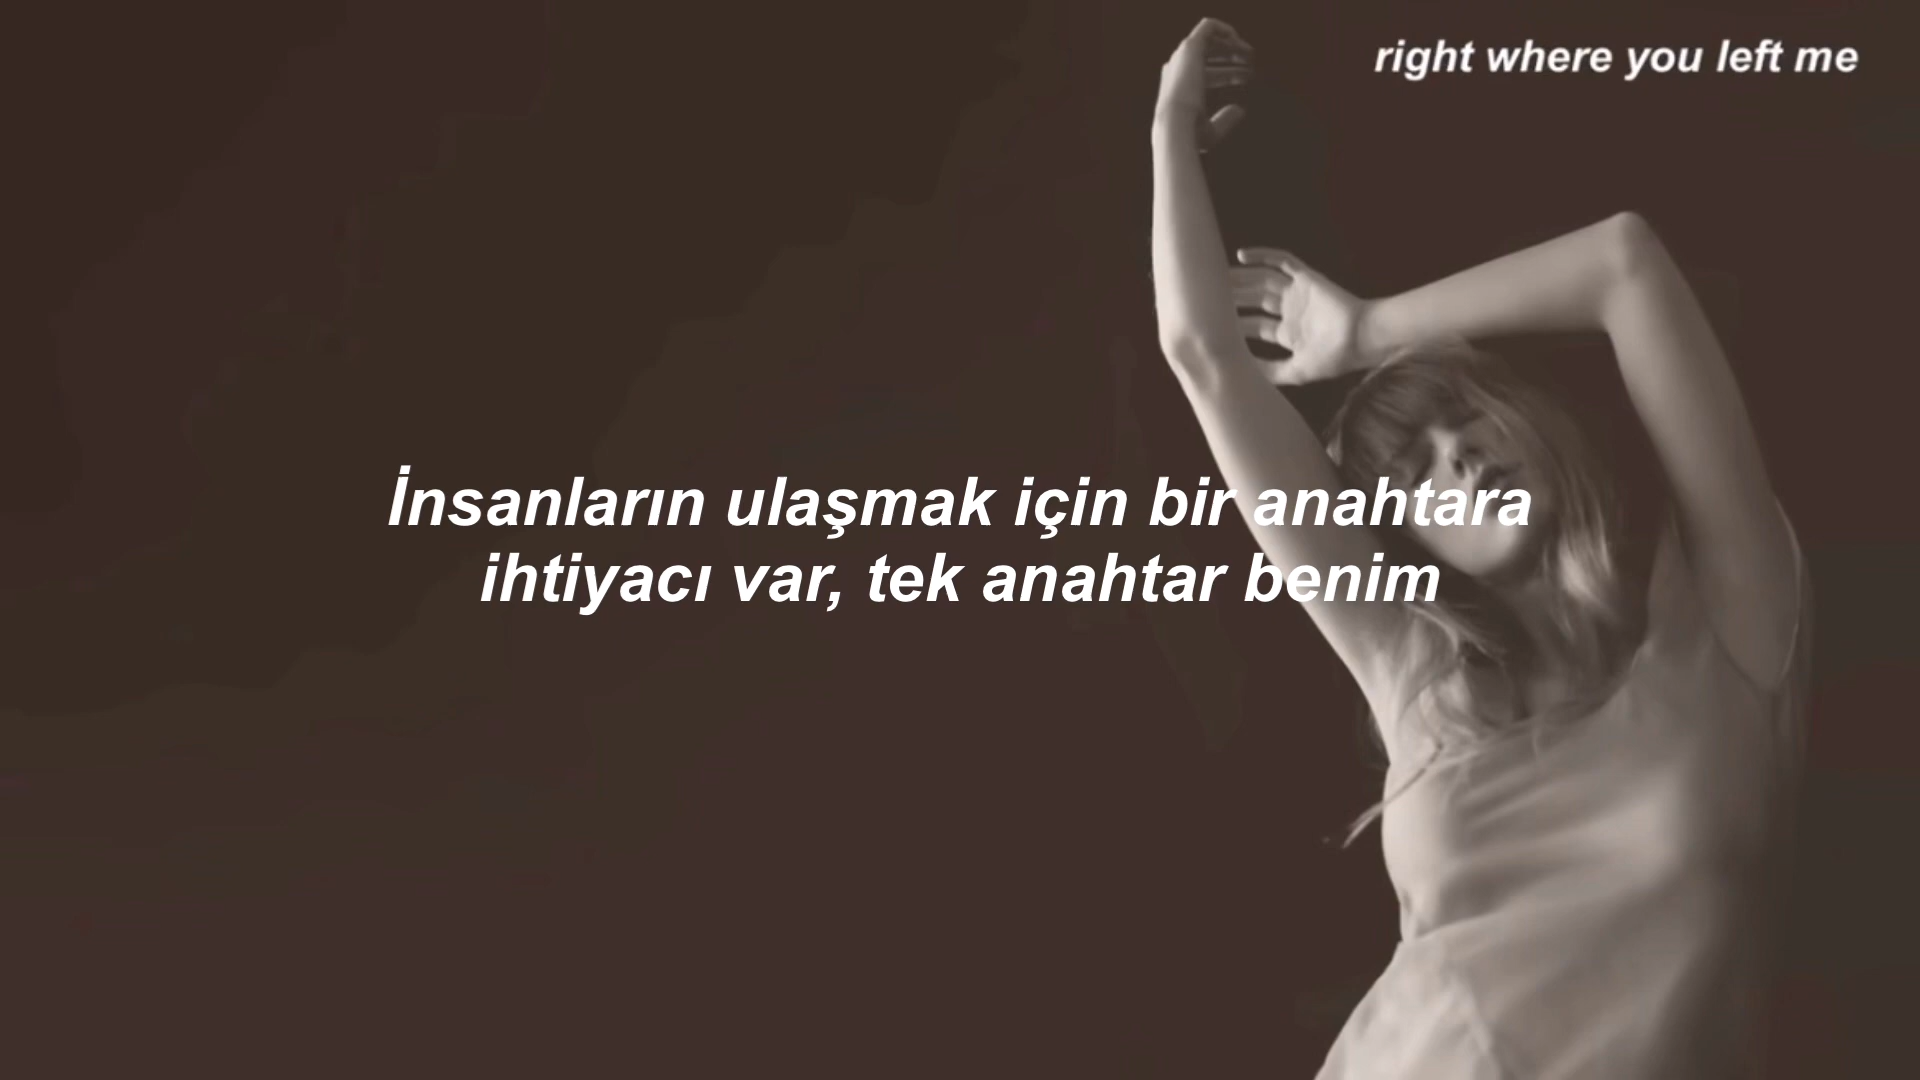 right where you left me
İnsanların ulaşmak için bir anahtara
ihtiyacı var, tek anahtar benim